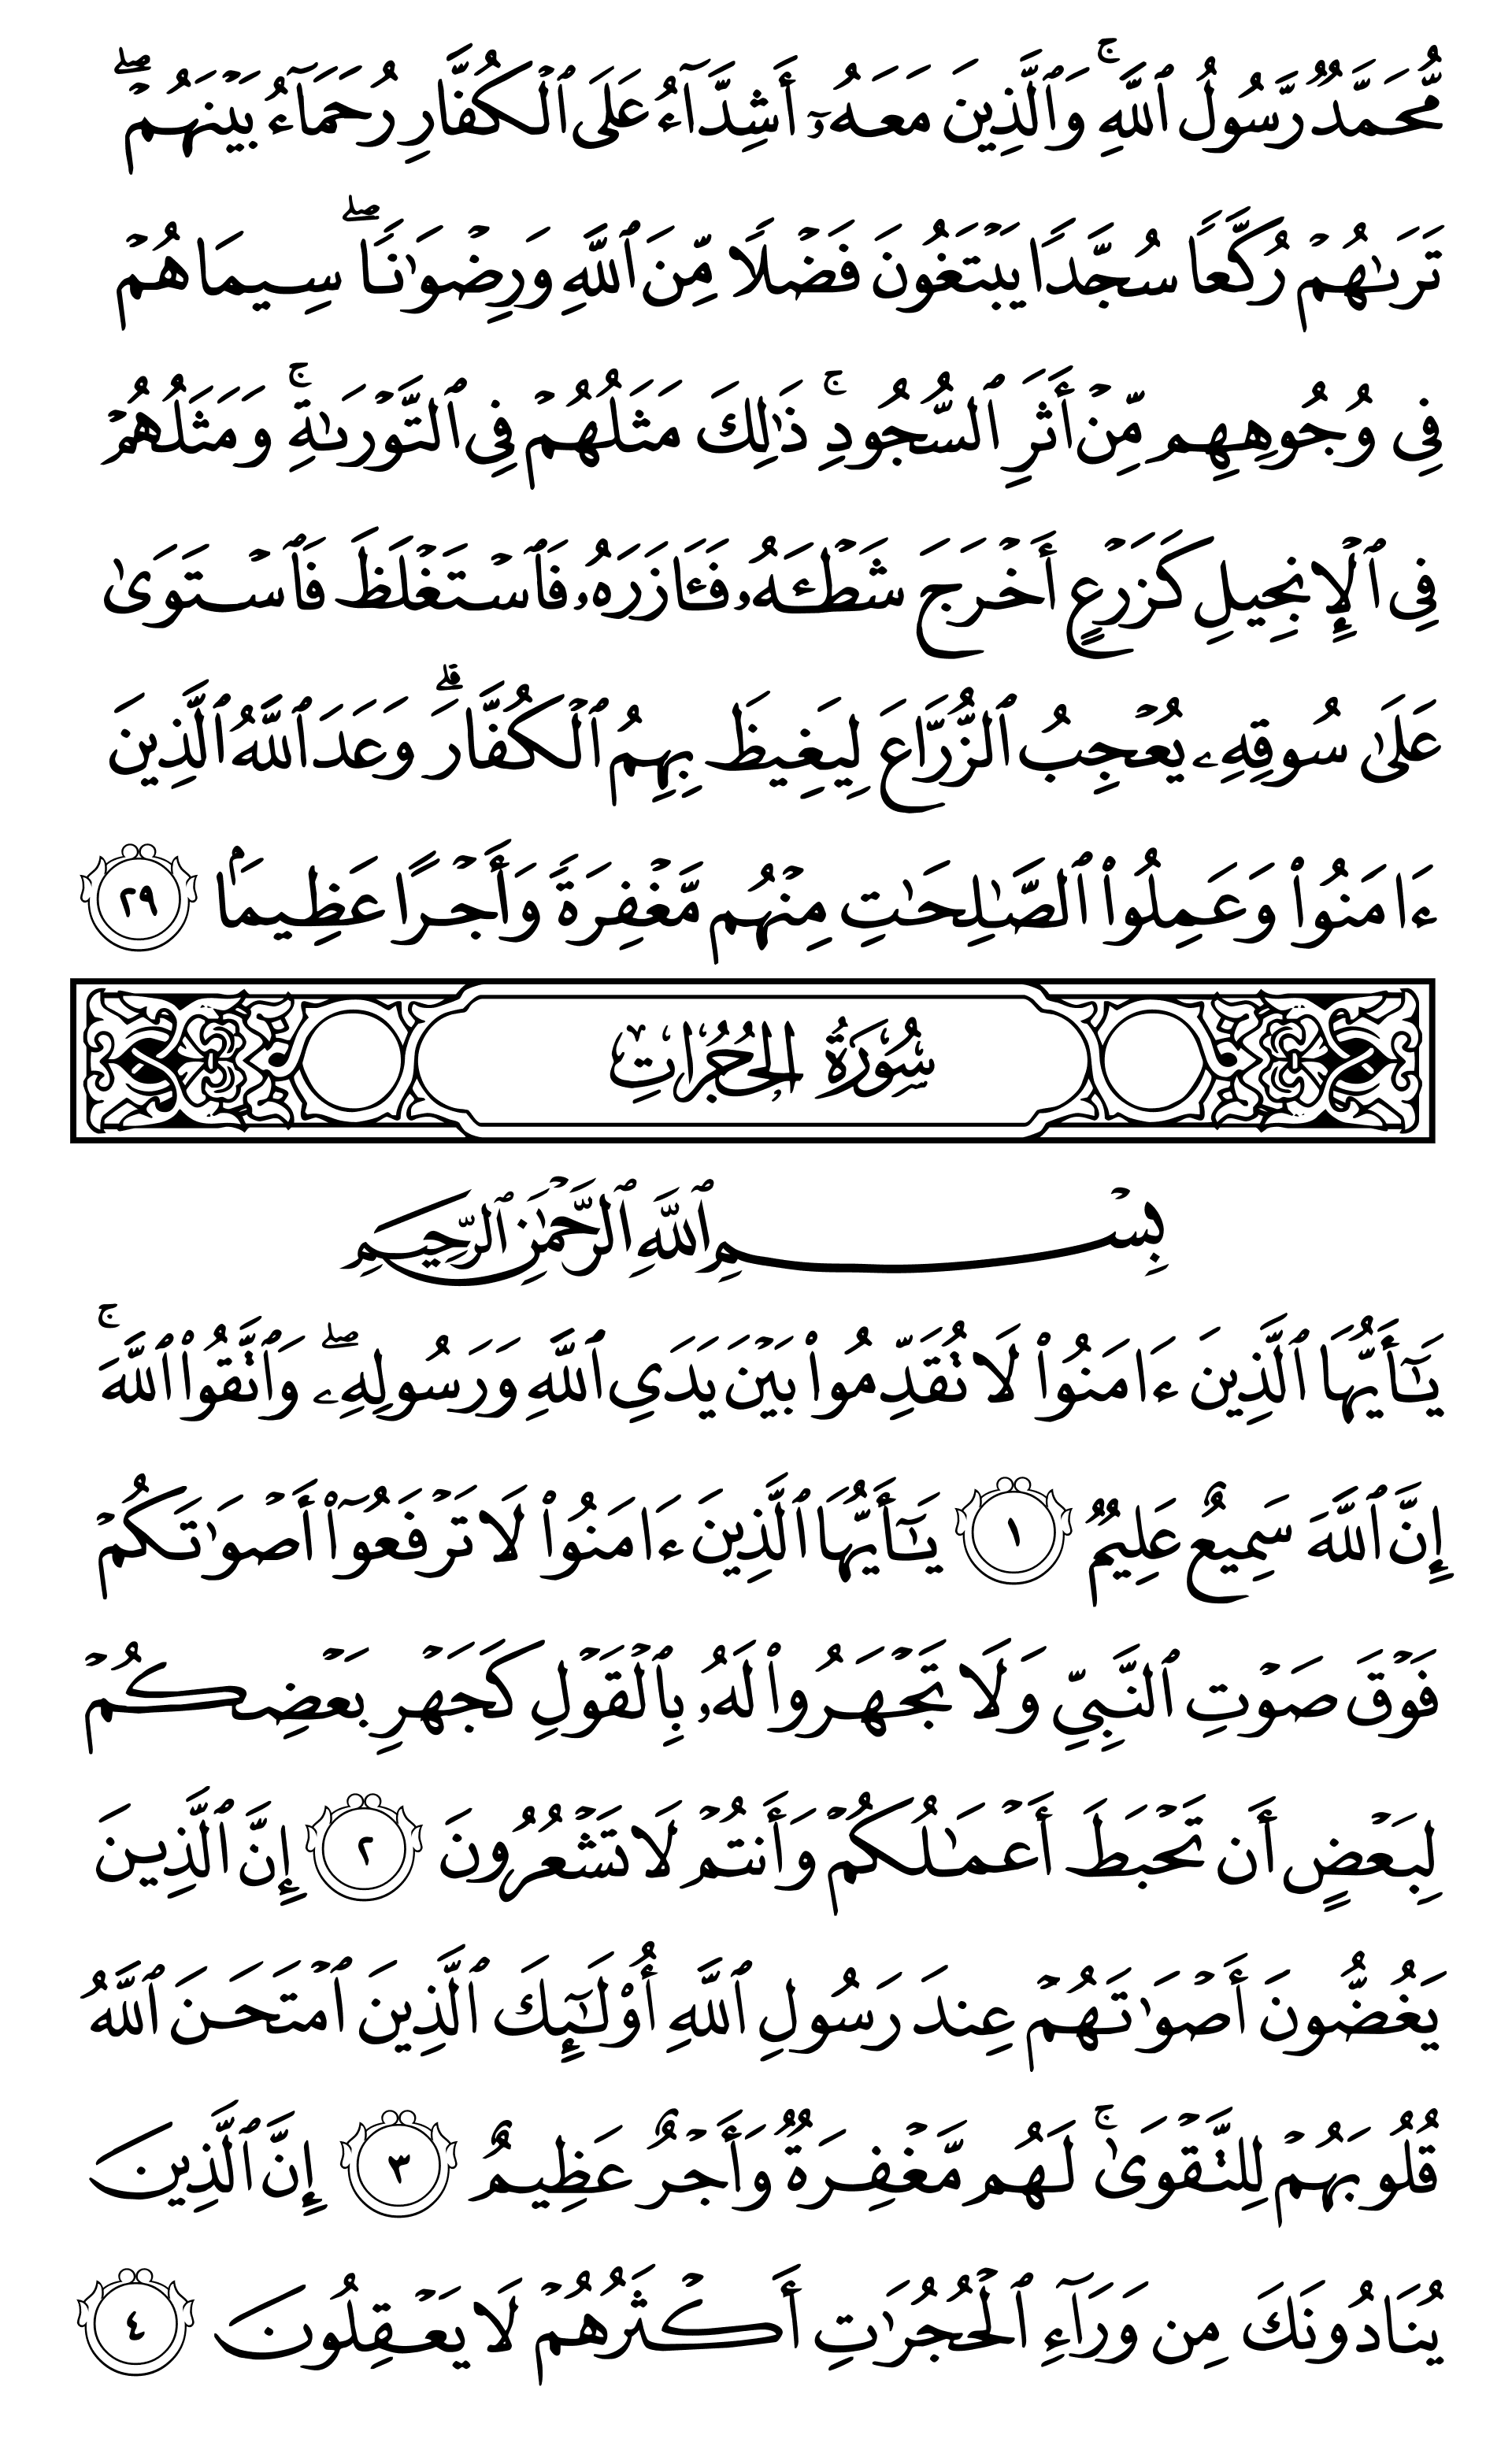 مُّحَمَّدٌ رَّسُولُ ٱللَّهِۚ وَٱلَّذِينَ مَعَهُۥٓ أَشِدَّآءُ عَلَى ٱلۡكُفَّارِ رُحَمَآءُ بَيۡنَهُمۡۖ
تَرَىٰهُمۡ رُكَّعٗا سُجَّدٗا يَبۡتَغُونَ فَضۡلٗا مِّنَ ٱللَّهِ وَرِضۡوَٰنٗاۖ سِيمَاهُمۡ
فِي وُجُوهِهِم مِّنۡ أَثَرِ ٱلسُّجُودِۚ ذَٰلِكَ مَثَلُهُمۡ فِي ٱلتَّوۡرَىٰةِۚ وَمَثَلُهُمۡ
فِي ٱلۡإِنجِيلِ كَزَرۡعٍ أَخۡرَجَ شَطۡـَٔهُۥ فَـَٔازَرَهُۥ فَٱسۡتَغۡلَظَ فَٱسۡتَوَىٰ
عَلَىٰ سُوقِهِۦ يُعۡجِبُ ٱلزُّرَّاعَ لِيَغِيظَ بِهِمُ ٱلۡكُفَّارَۗ وَعَدَ ٱللَّهُ ٱلَّذِينَ
ءَامَنُواْ وَعَمِلُواْ ٱلصَّٰلِحَٰتِ مِنۡهُم مَّغۡفِرَةٗ وَأَجۡرًا عَظِيمَۢا ٢٩
سُورَةُ الحُجُرَات
بِسۡمِ ٱللَّهِ ٱلرَّحۡمَٰنِ ٱلرَّحِيمِ
يَٰٓأَيُّهَا ٱلَّذِينَ ءَامَنُواْ لَا تُقَدِّمُواْ بَيۡنَ يَدَيِ ٱللَّهِ وَرَسُولِهِۦۖ وَٱتَّقُواْ ٱللَّهَۚ
إِنَّ ٱللَّهَ سَمِيعٌ عَلِيمٞ ١ يَٰٓأَيُّهَا ٱلَّذِينَ ءَامَنُواْ لَا تَرۡفَعُوٓاْ أَصۡوَٰتَكُمۡ
فَوۡقَ صَوۡتِ ٱلنَّبِيِّ وَلَا تَجۡهَرُواْ لَهُۥ بِٱلۡقَوۡلِ كَجَهۡرِ بَعۡضِكُمۡ
لِبَعۡضٍ أَن تَحۡبَطَ أَعۡمَٰلُكُمۡ وَأَنتُمۡ لَا تَشۡعُرُونَ ٢ إِنَّ ٱلَّذِينَ
يَغُضُّونَ أَصۡوَٰتَهُمۡ عِندَ رَسُولِ ٱللَّهِ أُوْلَٰٓئِكَ ٱلَّذِينَ ٱمۡتَحَنَ ٱللَّهُ
قُلُوبَهُمۡ لِلتَّقۡوَىٰۚ لَهُم مَّغۡفِرَةٞ وَأَجۡرٌ عَظِيمٌ ٣ إِنَّ ٱلَّذِينَ
يُنَادُونَكَ مِن وَرَآءِ ٱلۡحُجُرَٰتِ أَكۡثَرُهُمۡ لَا يَعۡقِلُونَ ٤